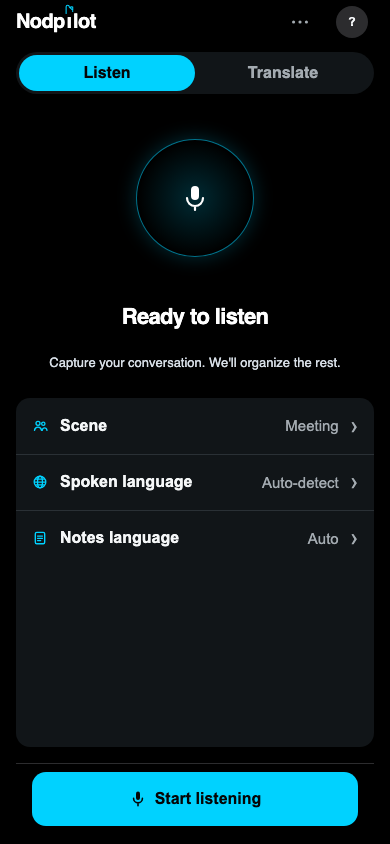 Nodpilot
?
Listen
Translate
Ready to listen
Capture your conversation. We'll organize the rest.
Scene
Meeting
Spoken language
Auto-detect
Notes language
Auto
Start listening